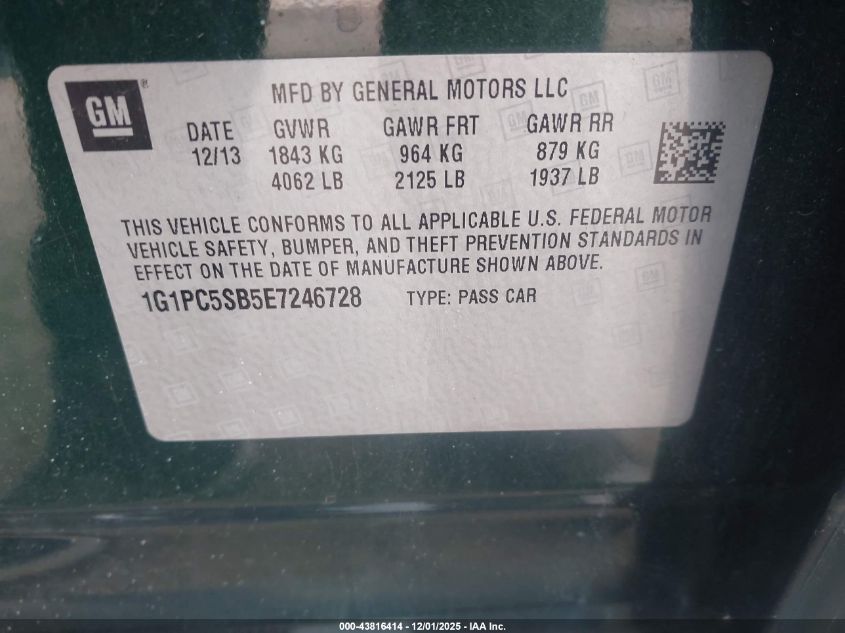 GM ®
MFD BY GENERAL MOTORS LLC
DATE GVWR GAWR FRT GAWR RR
12/13 1843 KG 964 KG 879 KG
4062 LB 2125 LB 1937 LB
THIS VEHICLE CONFORMS TO ALL APPLICABLE U.S. FEDERAL MOTOR
VEHICLE SAFETY, BUMPER, AND THEFT PREVENTION STANDARDS IN
EFFECT ON THE DATE OF MANUFACTURE SHOWN ABOVE.
1G1PC5SB5E7246728 TYPE: PASS CAR
000-43816414 - 12/01/2025 - IAA Inc.